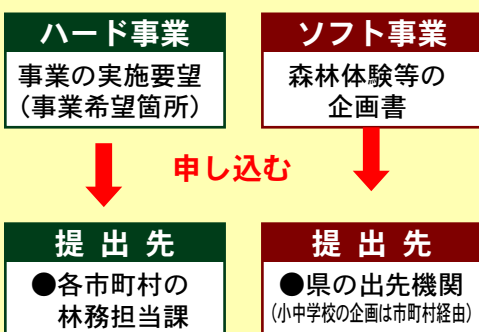 ハード事業
事業の実施要望
(事業希望箇所)
ソフト事業
森林体験等の
企画書
申し込む
提出先
●各市町村の
林務担当課
提出先
●県の出先機関
(小中学校の企画は市町村経由)